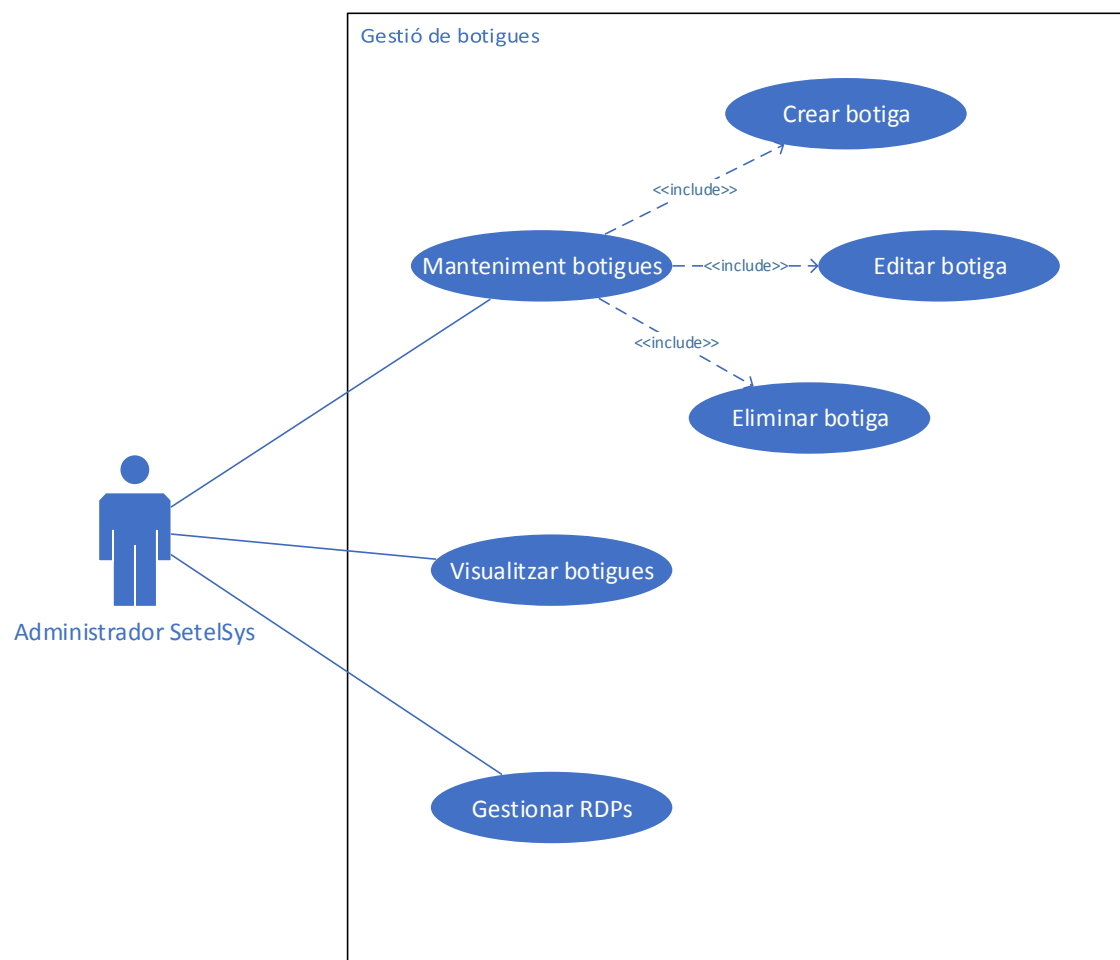 Gestió de botigues
Crear botiga
<<include>>
Manteniment botigues
<<include>>
Editar botiga
<<include>>
Eliminar botiga
Visualitzar botigues
Administrador SetelSys
Gestionar RDPs